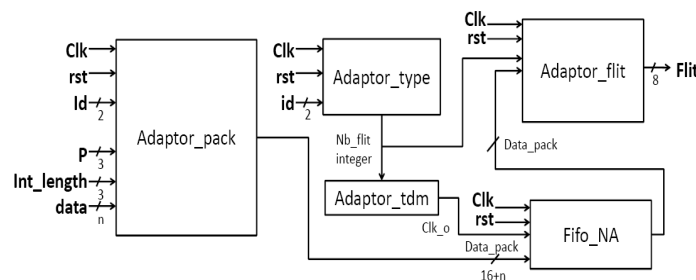 Clk
rst
Id
2
P
3
Int_length
3
data
n
Adaptor_pack
Clk
rst
id
2
Adaptor_type
Nb_flit
integer
Adaptor_tdm
Clk_o
Data_pack
16+n
Clk
rst
Fifo_NA
Data_pack
Clk
rst
Adaptor_flit
8
Flit